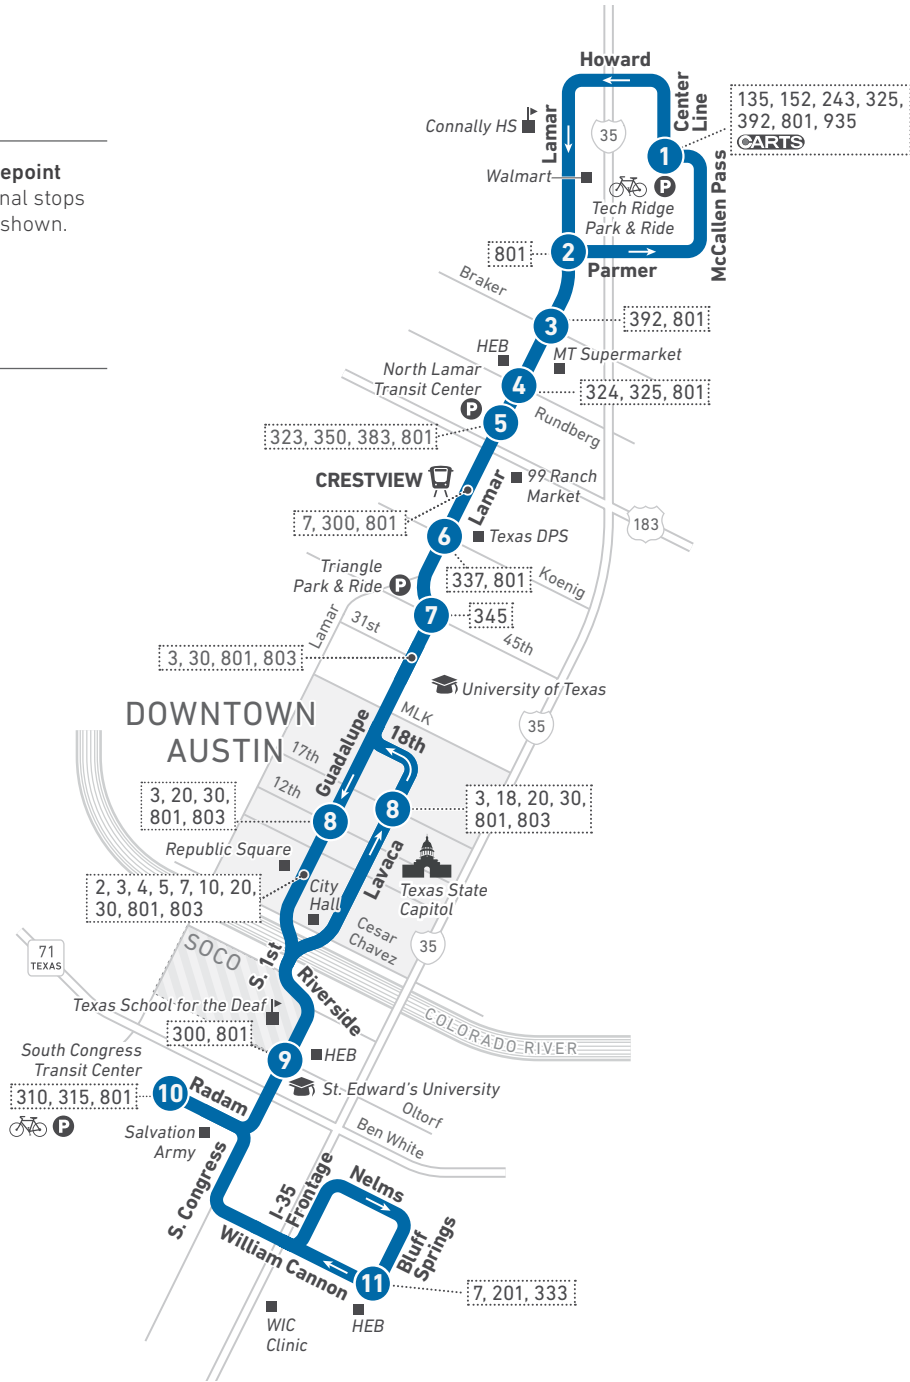 epoint
nal stops
shown.
Howard
Center
Line
135, 152, 243, 325,
392, 801, 935
CARTS
Connally HS
Lamar
35
1
McCallen Pass
Walmart
P
Tech Ridge
Park & Ride
801
2
Parmer
Braker
3
392, 801
HEB
MT Supermarket
North Lamar
Transit Center
4
324, 325, 801
P
5
Rundberg
323, 350, 383, 801
CRESTVIEW
Lamar
99 Ranch
Market
7, 300, 801
183
6
Texas DPS
Triangle
Park & Ride
P
337, 801
Koenig
Lamar
31st
7
345
45th
3, 30, 801, 803
University of Texas
MLK
35
DOWNTOWN
AUSTIN
Guadalupe
18th
17th
12th
3, 20, 30,
801, 803
8
8
3, 18, 20, 30,
801, 803
Republic Square
Lavaca
2, 3, 4, 5, 7, 10, 20,
30, 801, 803
City
Hall
Texas State
Capitol
Cesar
Chavez
35
71
TEXAS
SOCO
S. 1st
Riverside
Texas School for the Deaf
COLORADO RIVER
300, 801
9
HEB
South Congress
Transit Center
310, 315, 801
10
Radam
St. Edward's University
Oltorf
P
Salvation
Army
Ben White
S. Congress
I-35
Frontage
Nelms
Bluff
Springs
William Cannon
11
7, 201, 333
WIC
Clinic
HEB